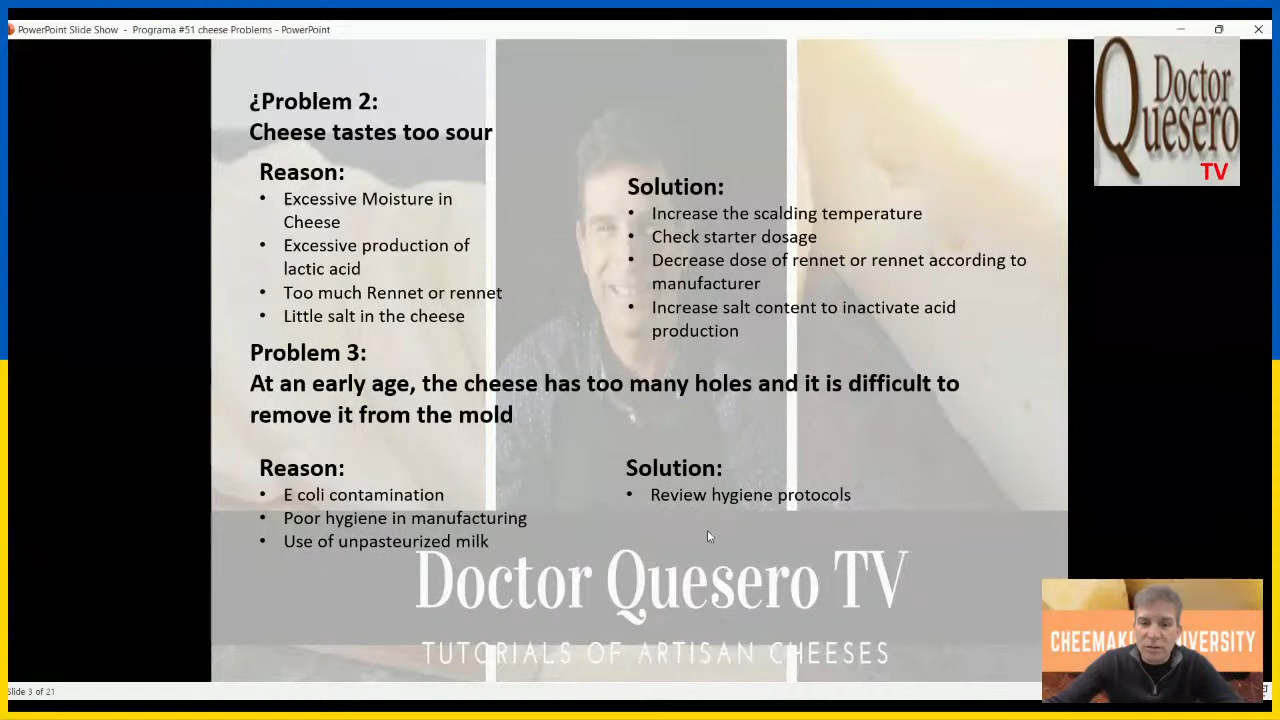 PowerPoint Slide Show - Programa #51 cheese Problems - PowerPoint
Doctor
Quesero
TV
¿Problem 2:
Cheese tastes too sour
Reason:
• Excessive Moisture in
Cheese
• Excessive production of
lactic acid
• Too much Rennet or rennet
• Little salt in the cheese
Solution:
• Increase the scalding temperature
• Check starter dosage
• Decrease dose of rennet or rennet according to
manufacturer
• Increase salt content to inactivate acid
production
Problem 3:
At an early age, the cheese has too many holes and it is difficult to
remove it from the mold
Reason:
• E coli contamination
• Poor hygiene in manufacturing
• Use of unpasteurized milk
Solution:
• Review hygiene protocols
Doctor Quesero TV
TUTORIALS OF ARTISAN CHEESES
Slide 3 of 21